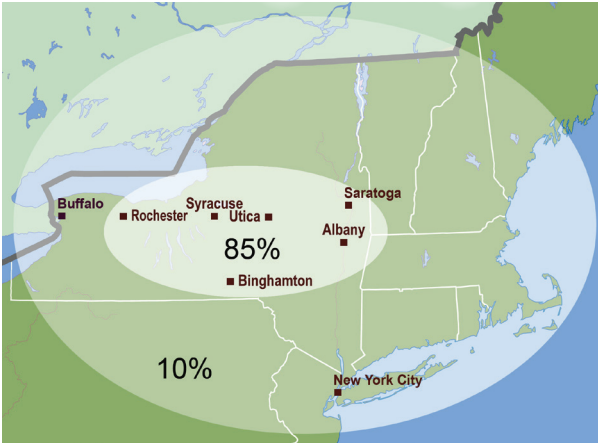 Saratoga
Buffalo
Syracuse
Rochester
Utica
Albany
85%
Binghamton
10%
New York City